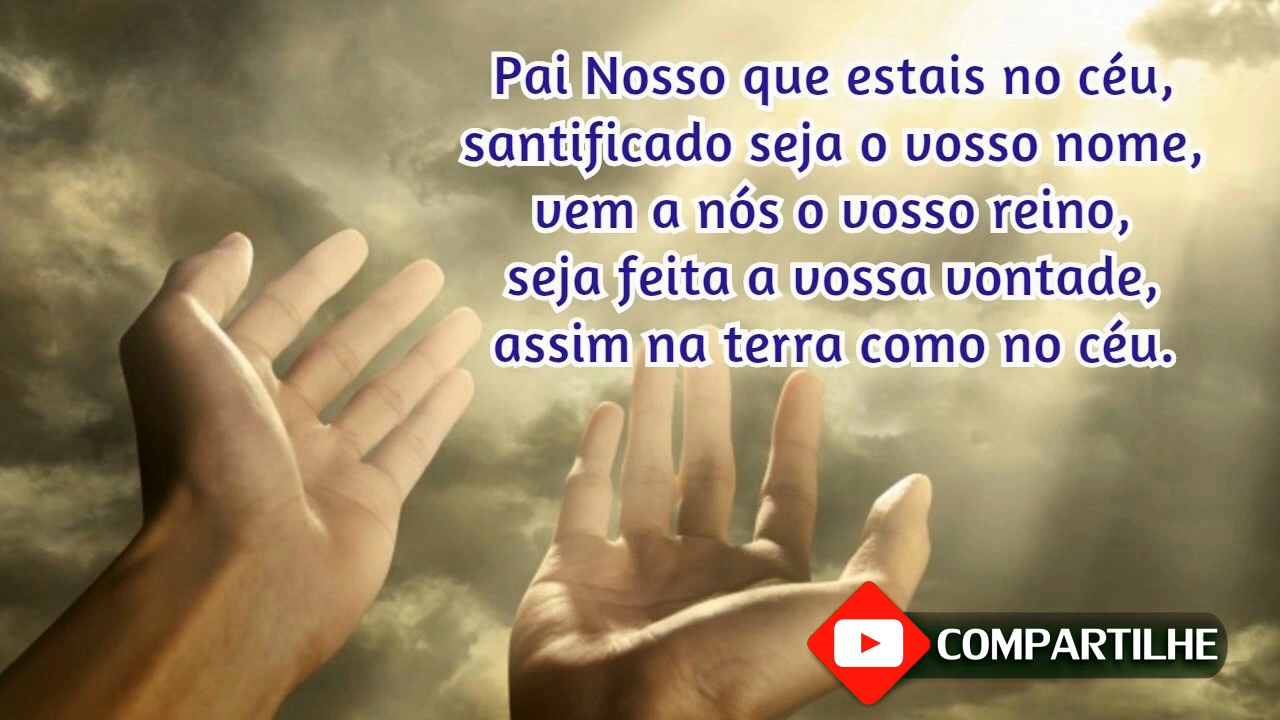 Pai Nosso que estais no céu,
santificado seja o vosso nome,
vem a nós o vosso reino,
seja feita a vossa vontade,
assim na terra como no céu.
COMPARTILHE